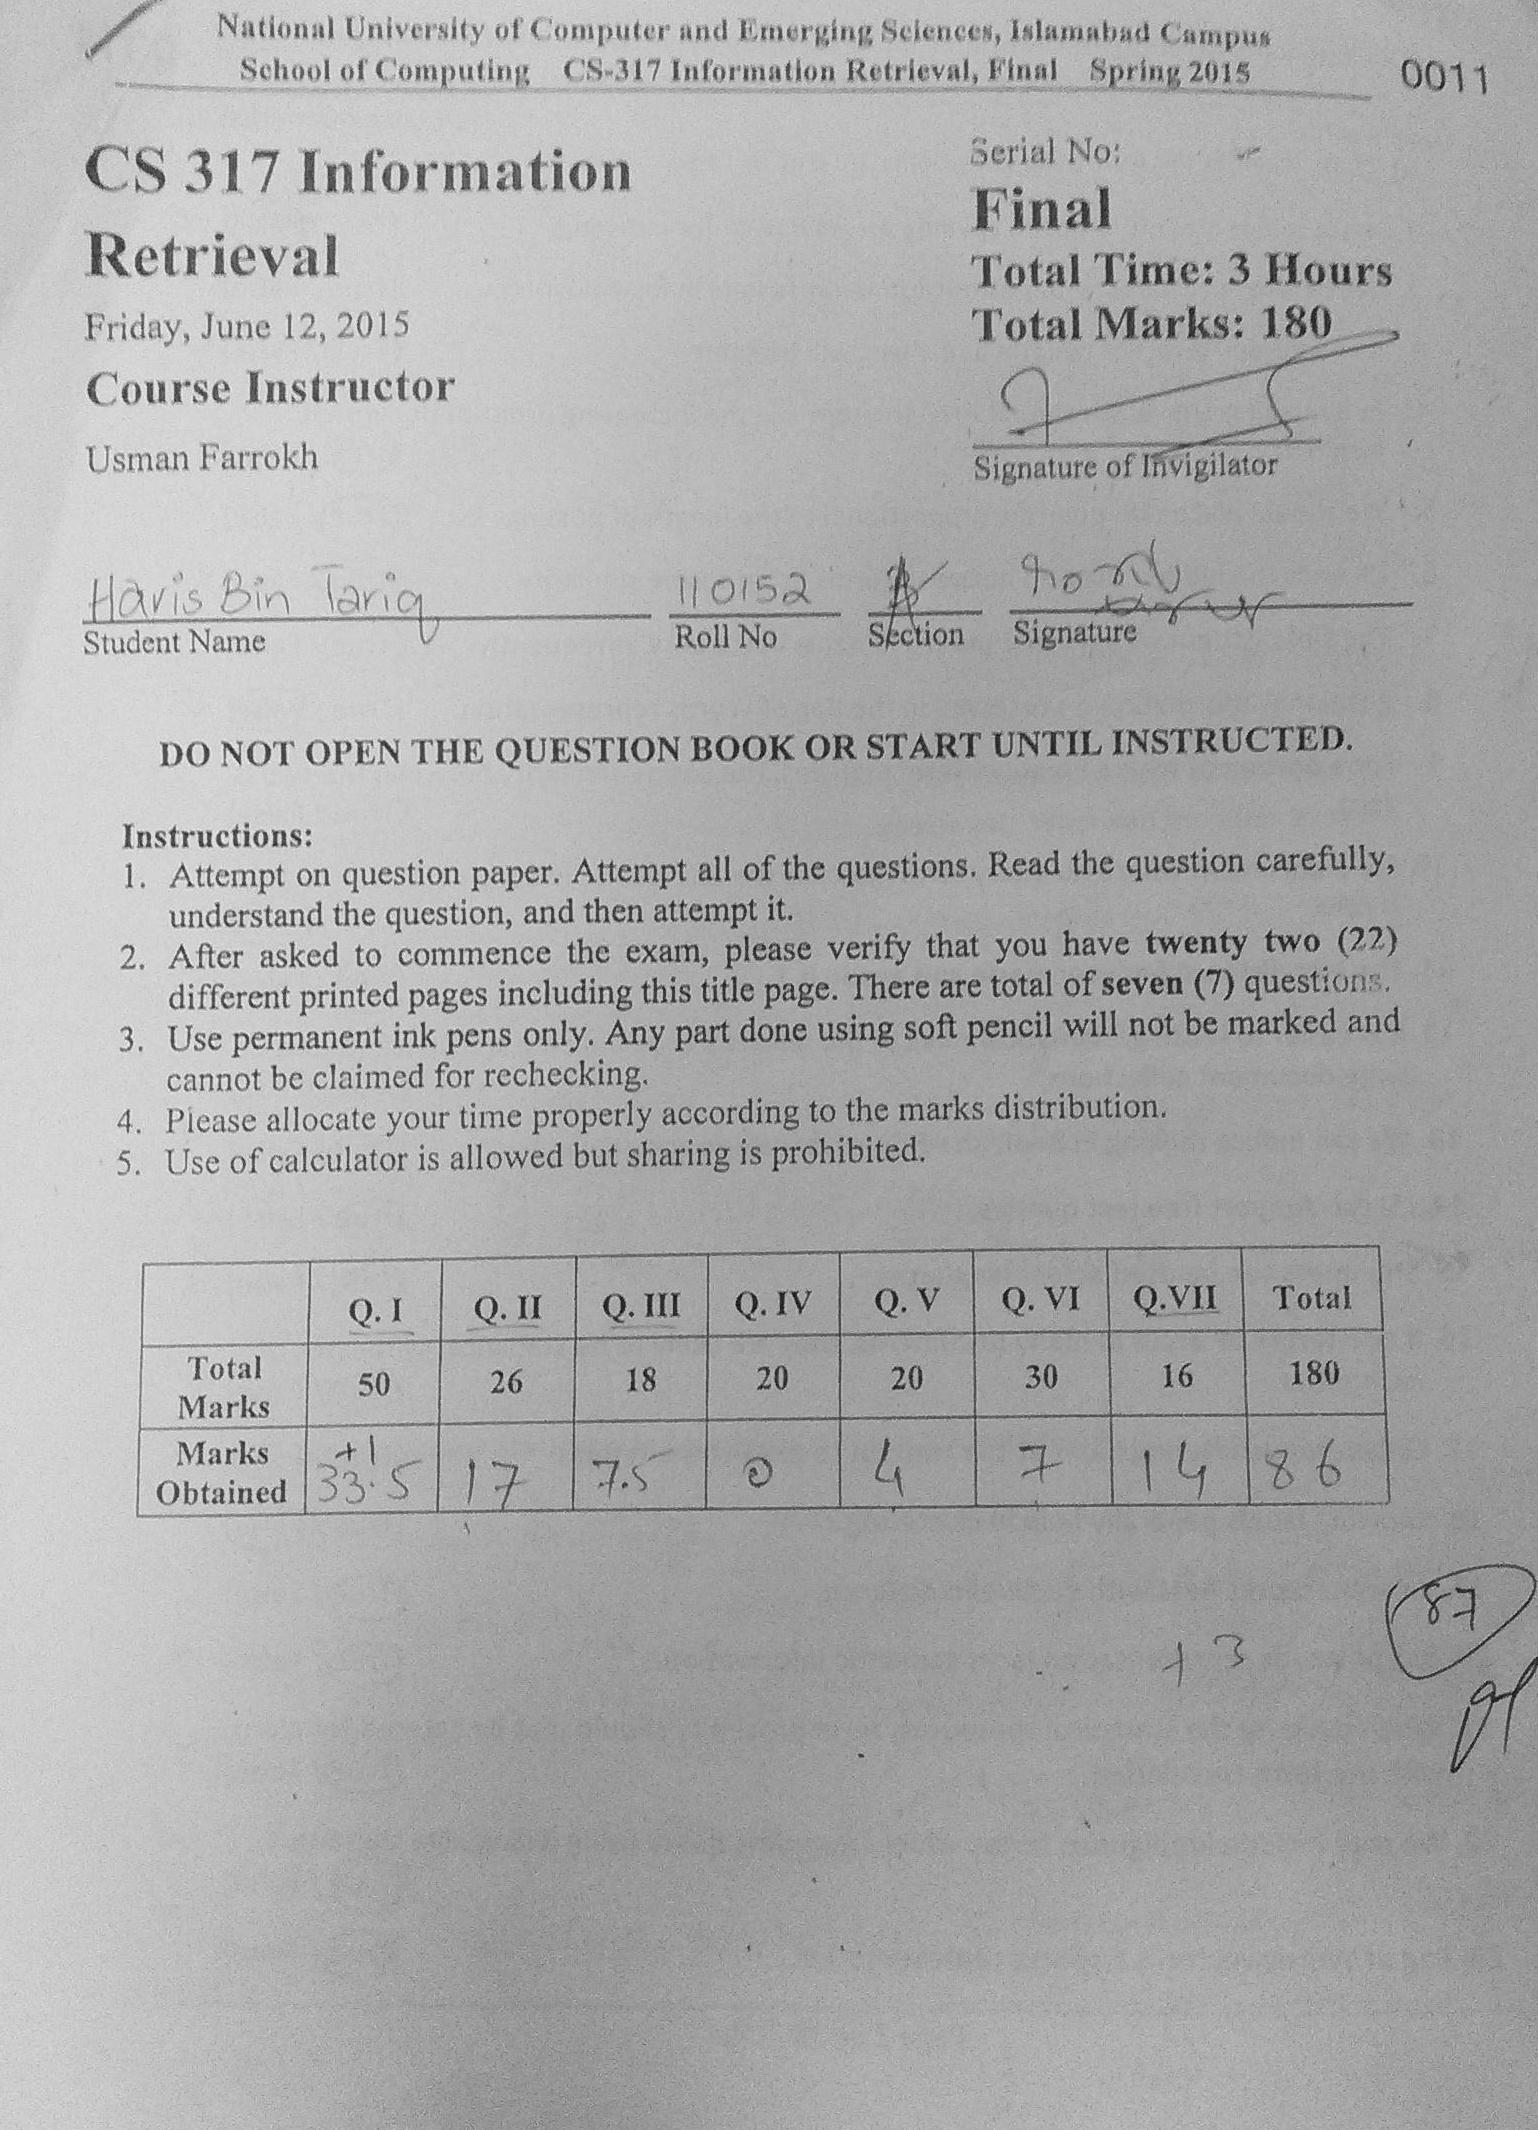 National University of Computer and Emerging Sciences, Islamabad Campus
School of Computing CS-317 Information Retrieval, Final Spring 2015
0011
CS 317 Information
Retrieval
Friday, June 12, 2015
Course Instructor
Usman Farrokh
Serial No:
Final
Total Time: 3 Hours
Total Marks: 180
Signature of Invigilator
Haris Bin Tariq 110152
Student Name Roll No Section Signature
DO NOT OPEN THE QUESTION BOOK OR START UNTIL INSTRUCTED.
Instructions:
1. Attempt on question paper. Attempt all of the questions. Read the question carefully,
understand the question, and then attempt it.
2. After asked to commence the exam, please verify that you have twenty two (22)
different printed pages including this title page. There are total of seven (7) questions.
3. Use permanent ink pens only. Any part done using soft pencil will not be marked and
cannot be claimed for rechecking.
4. Please allocate your time properly according to the marks distribution.
5. Use of calculator is allowed but sharing is prohibited.
Q. I Q. II Q. III Q. IV Q. V Q. VI Q.VII Total
Total Marks 50 26 18 20 20 30 16 180
Marks Obtained +1 33.5 17 7.5 0 4 7 14 86
87
+3